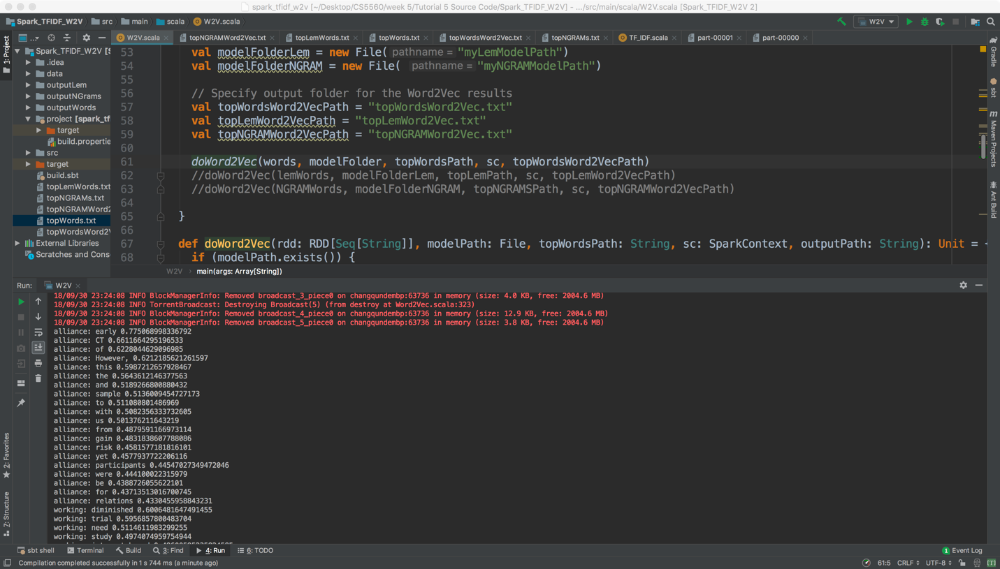 spark_tfidf_w2v [~/Desktop/CS5560/week 5/Tutorial 5 Source Code/Spark_TFIDF_W2V] - .../src/main/scala/W2V.scala [Spark_TFIDF_W2V 2]
Spark_TFIDF_W2V src main scala W2V.scala W2V
W2V.scala topNGRAMWord2Vec.txt topLemWords.txt topWords.txt topWordsWord2Vec.txt topNGRAMs.txt TF_IDF.scala part-00001 part-00000
1: Project
Spark_TFIDF_W2V [S
.idea
data
outputLem
outputNGrams
outputWords
project [spark_tf
target
build.propertie
src
target
build.sbt
topLemWords.txt
topNGRAMs.txt
topNGRAMWord2
topWords.txt
topWordsWord2V
External Libraries
Scratches and Cons
53 val modelFolderLem = new File( pathname = "myLemModelPath")
54 val modelFolderNGRAM = new File( pathname = "myNGRAMModelPath")
55
56 // Specify output folder for the Word2Vec results
57 val topWordsWord2VecPath = "topWordsWord2Vec.txt"
58 val topLemWord2VecPath = "topLemWord2Vec.txt"
59 val topNGRAMWord2VecPath = "topNGRAMWord2Vec.txt"
60
61 doWord2Vec(words, modelFolder, topWordsPath, sc, topWordsWord2VecPath)
62 //doWord2Vec(lemWords, modelFolderLem, topLemPath, sc, topLemWord2VecPath)
63 //doWord2Vec(NGRAMWords, modelFolderNGRAM, topNGRAMSPath, sc, topNGRAMWord2VecPath)
64
65 }
66
67 def doWord2Vec(rdd: RDD[Seq[String]], modelPath: File, topWordsPath: String, sc: SparkContext, outputPath: String): Unit = {
68 if (modelPath.exists()) {
W2V main(args: Array[String])
Gradle
sbt
Maven Projects
Ant Build
Run: W2V
18/09/30 23:24:08 INFO BlockManagerInfo: Removed broadcast_3_piece0 on changqundembp:63736 in memory (size: 4.0 KB, free: 2004.6 MB)
18/09/30 23:24:08 INFO TorrentBroadcast: Destroying Broadcast(5) (from destroy at Word2Vec.scala:323)
18/09/30 23:24:08 INFO BlockManagerInfo: Removed broadcast_4_piece0 on changqundembp:63736 in memory (size: 12.9 KB, free: 2004.6 MB)
18/09/30 23:24:08 INFO BlockManagerInfo: Removed broadcast_5_piece0 on changqundembp:63736 in memory (size: 3.8 KB, free: 2004.6 MB)
alliance: early 0.775068998336792
alliance: CT 0.6611664295196533
alliance: of 0.6228044629096985
alliance: However, 0.6212185621261597
alliance: this 0.5987212657928467
alliance: the 0.5643612146377563
alliance: and 0.5189266800880432
alliance: sample 0.5136009454727173
alliance: to 0.511080801486969
alliance: with 0.5082356333732605
alliance: us 0.501376211643219
alliance: from 0.4879591166973114
alliance: gain 0.4831838607788086
alliance: risk 0.4581577181816101
alliance: yet 0.4577937722206116
alliance: participants 0.44547027349472046
alliance: were 0.444100022315979
alliance: be 0.4388726055622101
alliance: for 0.43713513016700745
alliance: relations 0.4330455958843231
working: diminished 0.6006481647491455
working: trial 0.5956857800483704
working: need 0.5114611983299255
working: study 0.4974074959754944
2: Favorites
7: Structure
sbt shell Terminal Build 3: Find 4: Run 6: TODO 1 Event Log
Compilation completed successfully in 1 s 744 ms (a minute ago) 61:5 CRLF UTF-8 [T]